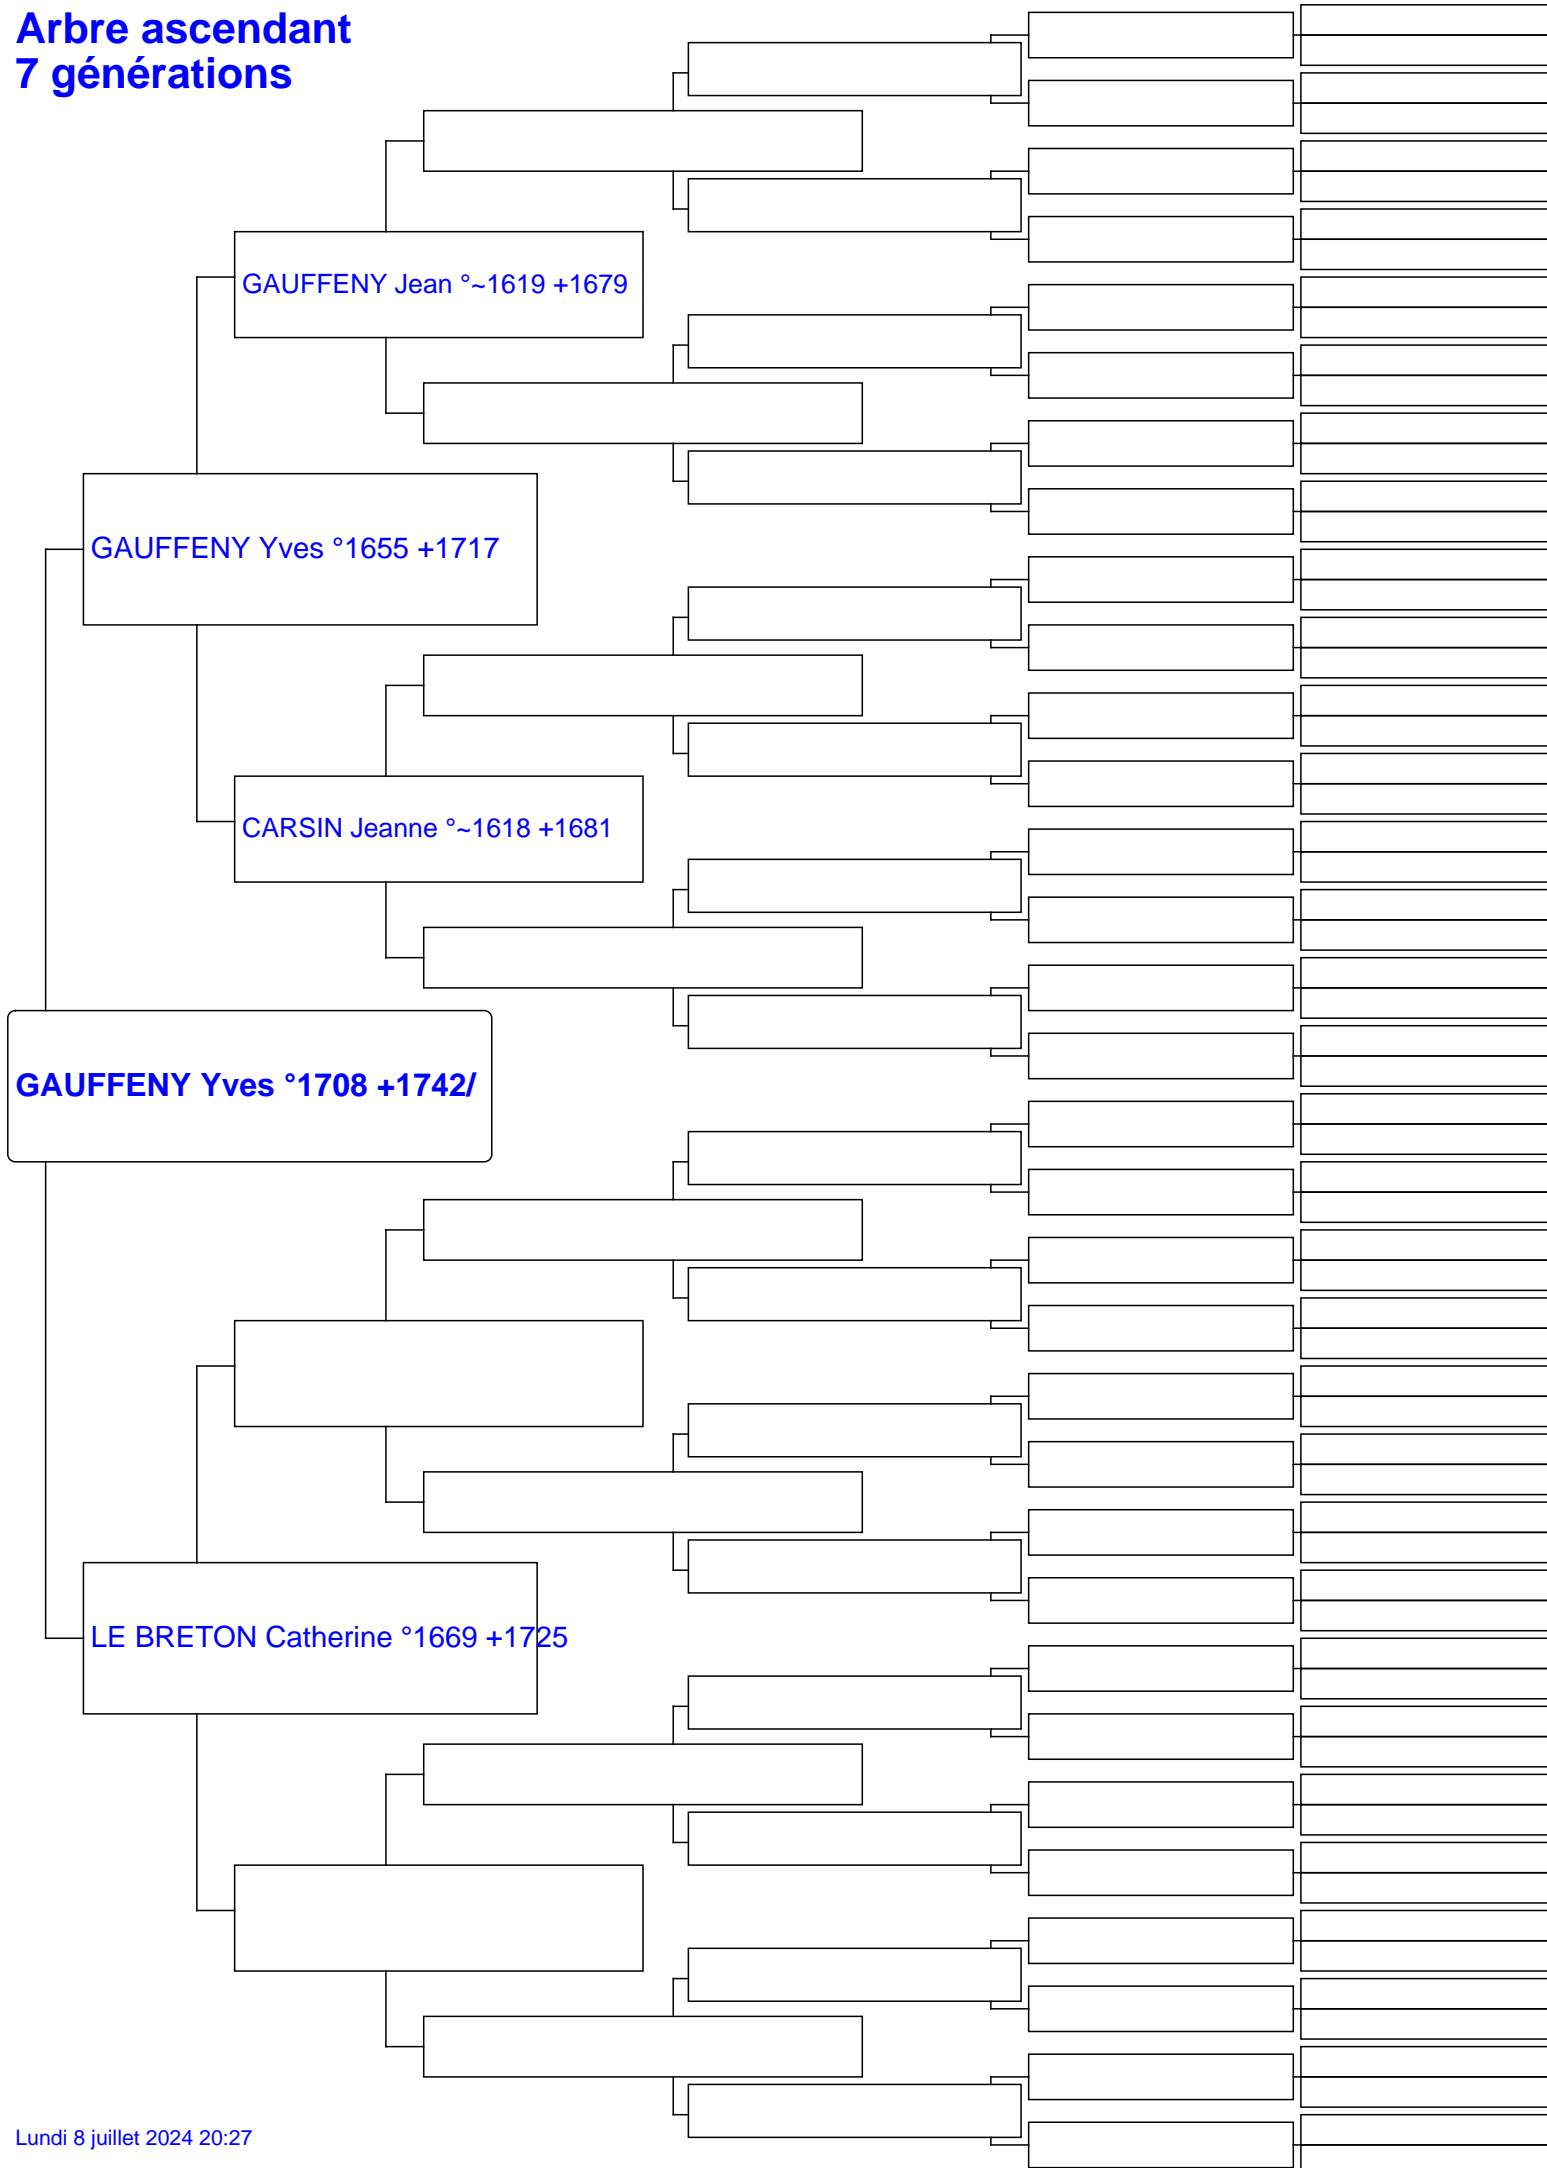 Arbre ascendant
7 générations
GAUFFENY Jean °~1619 +1679
GAUFFENY Yves °1655 +1717
CARSIN Jeanne °~1618 +1681
GAUFFENY Yves °1708 +1742/
LE BRETON Catherine °1669 +1725
Lundi 8 juillet 2024 20:27